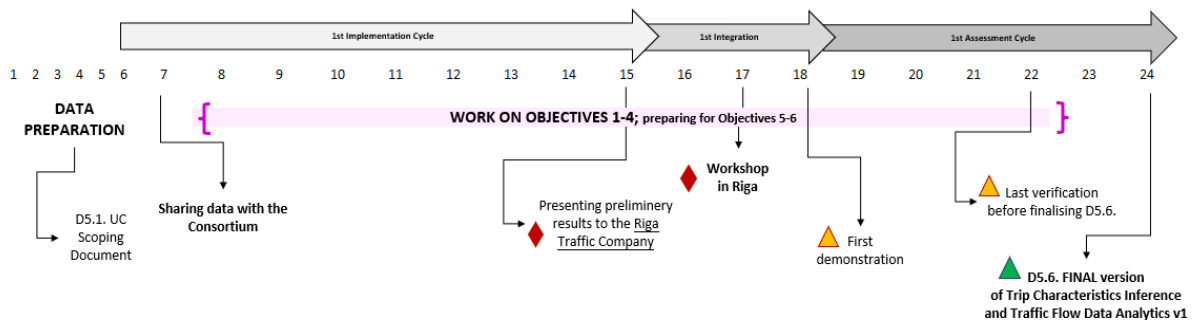 1st Implementation Cycle 1st Integration 1st Assessment Cycle
1 2 3 4 5 6 7 8 9 10 11 12 13 14 15 16 17 18 19 20 21 22 23 24
DATA
PREPARATION
{ WORK ON OBJECTIVES 1-4; preparing for Objectives 5-6 }
D5.1. UC
Scoping
Document
Sharing data with the
Consortium
Presenting preliminery
results to the Riga
Traffic Company
Workshop
in Riga
First
demonstration
Last verification
before finalising D5.6.
D5.6. FINAL version
of Trip Characteristics Inference
and Traffic Flow Data Analytics v1